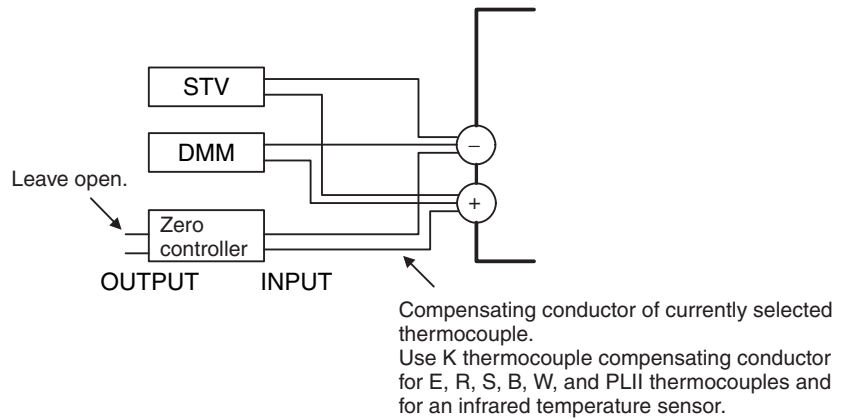 STV
DMM
−
+
Leave open.
Zero
controller
OUTPUT
INPUT
Compensating conductor of currently selected
thermocouple.
Use K thermocouple compensating conductor
for E, R, S, B, W, and PLII thermocouples and
for an infrared temperature sensor.